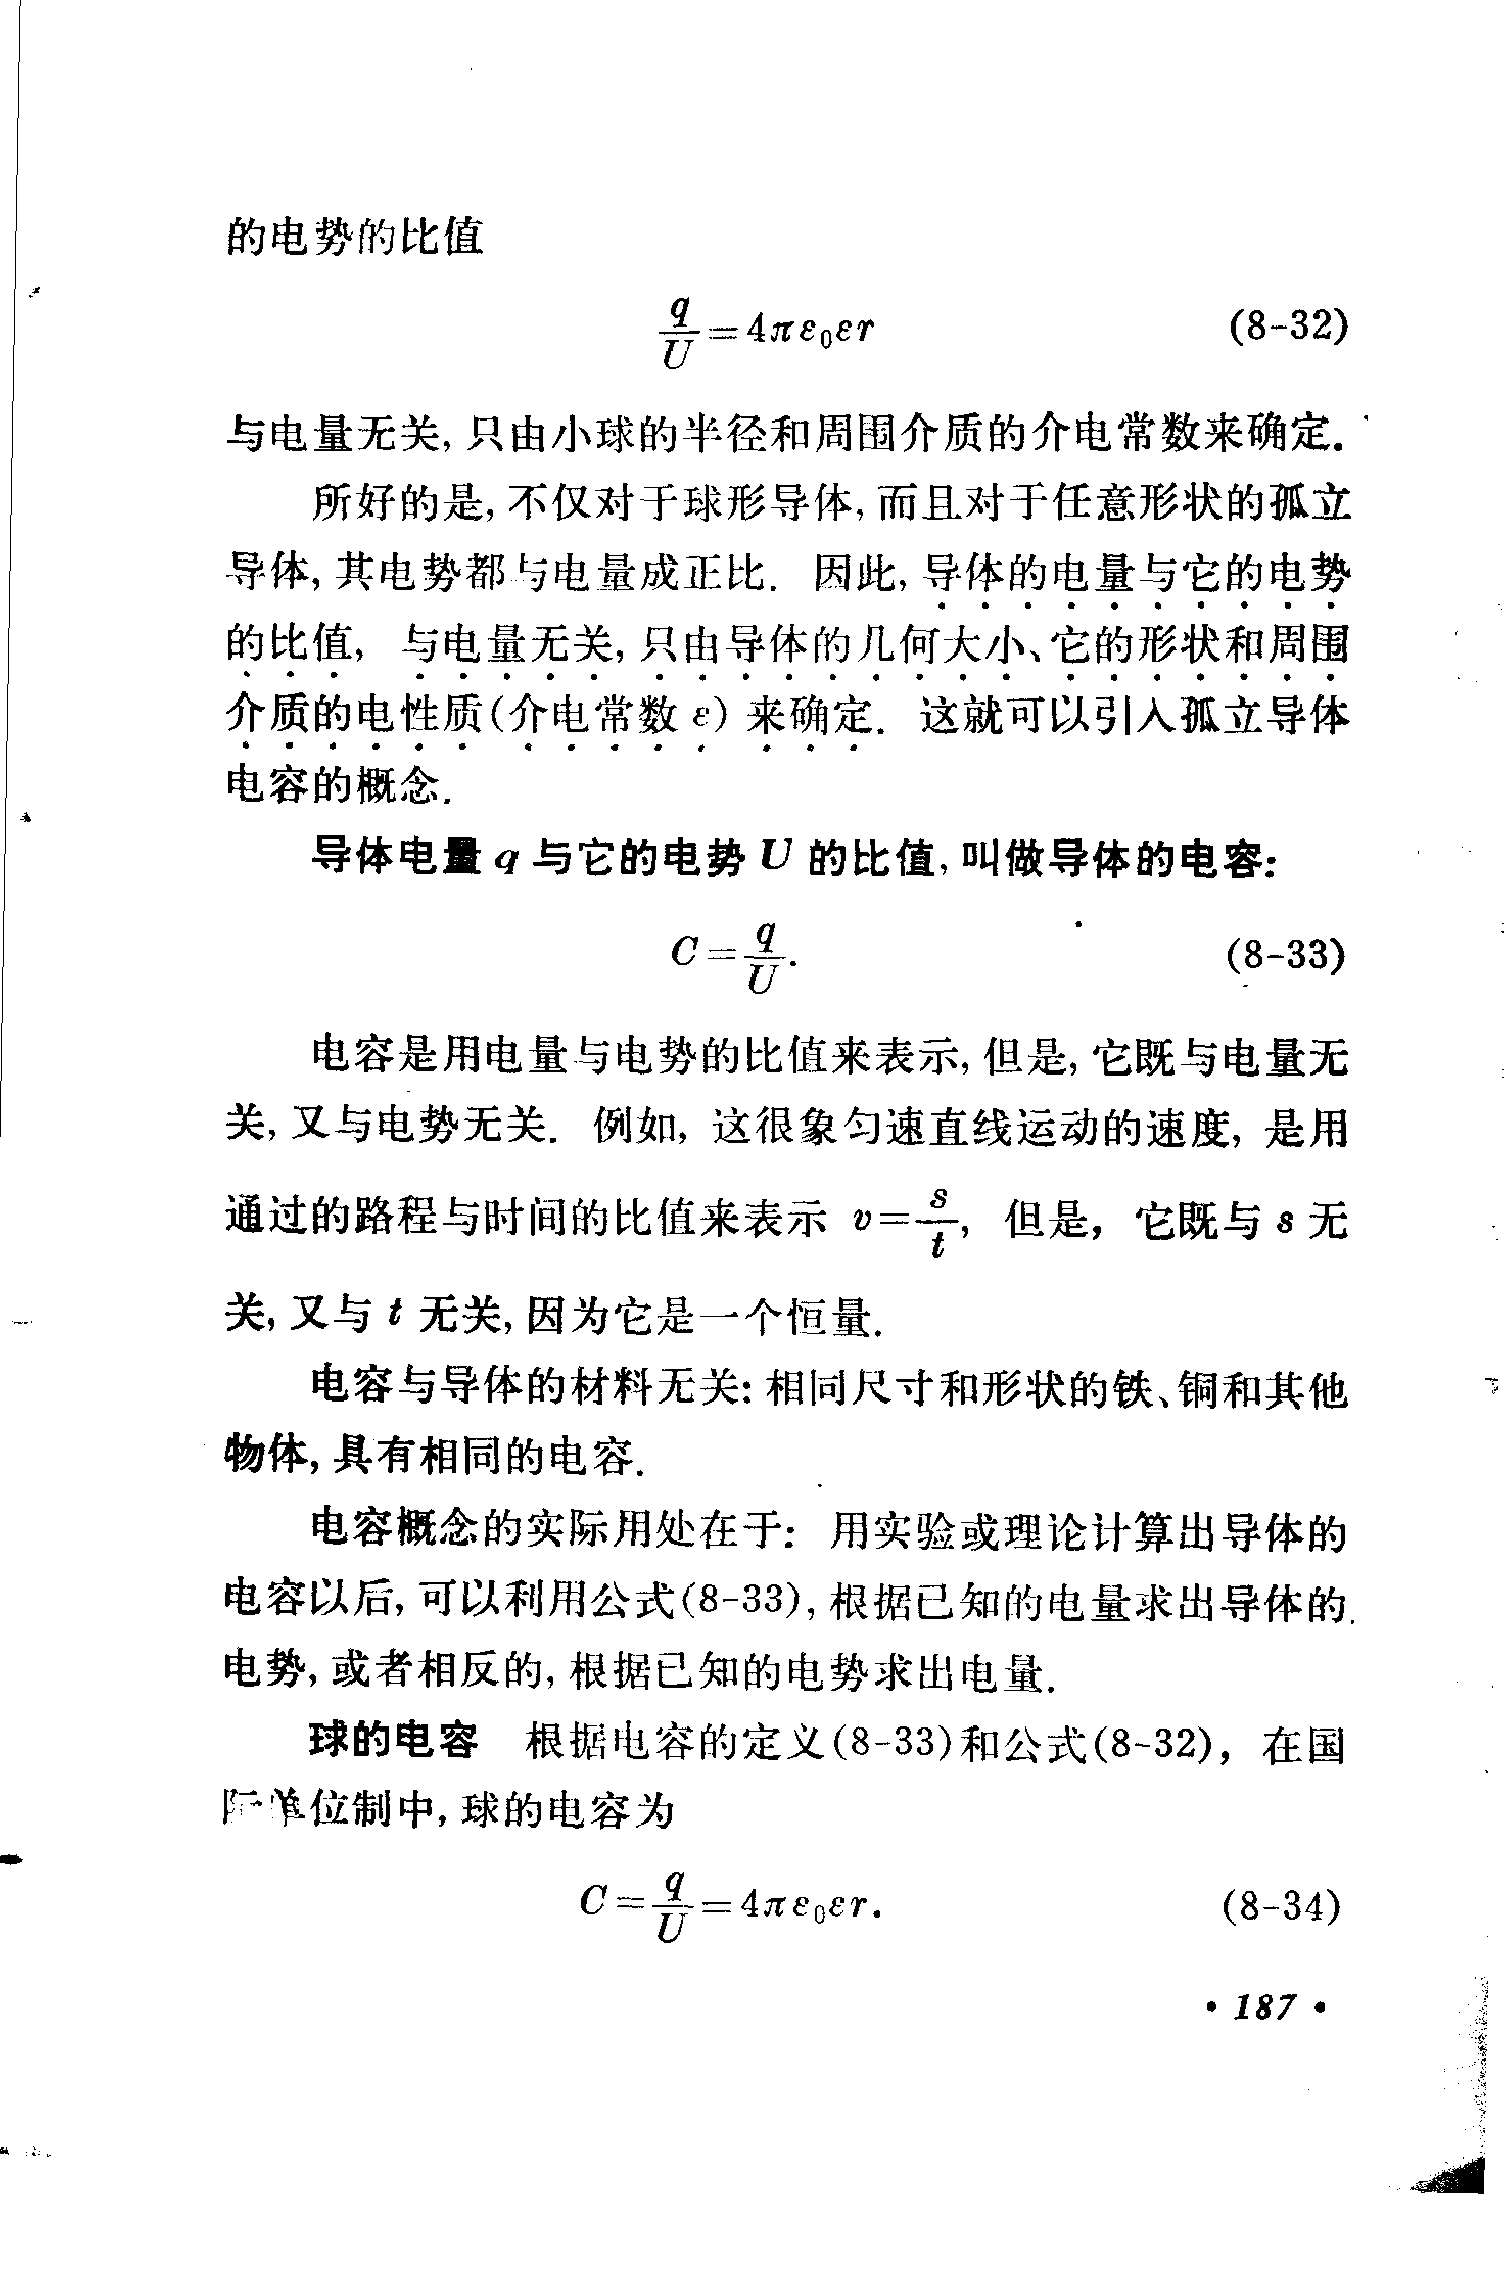 的电势的比值
q/U=4πε₀εr (8-32)
与电量无关,只由小球的半径和周围介质的介电常数来确定.
所好的是,不仅对于球形导体,而且对于任意形状的孤立
导体,其电势都与电量成正比. 因此,导体的电量与它的电势
的比值, 与电量无关,只由导体的几何大小、它的形状和周围
介质的电性质(介电常数 ε) 来确定. 这就可以引入孤立导体
电容的概念.
导体电量 q 与它的电势 U 的比值,叫做导体的电容:
C=q/U. (8-33)
电容是用电量与电势的比值来表示,但是,它既与电量无
关,又与电势无关. 例如, 这很象匀速直线运动的速度, 是用
通过的路程与时间的比值来表示 v=s/t, 但是, 它既与 s 无
关,又与 t 无关,因为它是一个恒量.
电容与导体的材料无关:相同尺寸和形状的铁、铜和其他
物体,具有相同的电容.
电容概念的实际用处在于: 用实验或理论计算出导体的
电容以后,可以利用公式(8-33),根据已知的电量求出导体的
电势,或者相反的,根据已知的电势求出电量.
球的电容 根据电容的定义(8-33)和公式(8-32), 在国
际单位制中,球的电容为
C=q/U=4πε₀εr. (8-34)
• 187 •